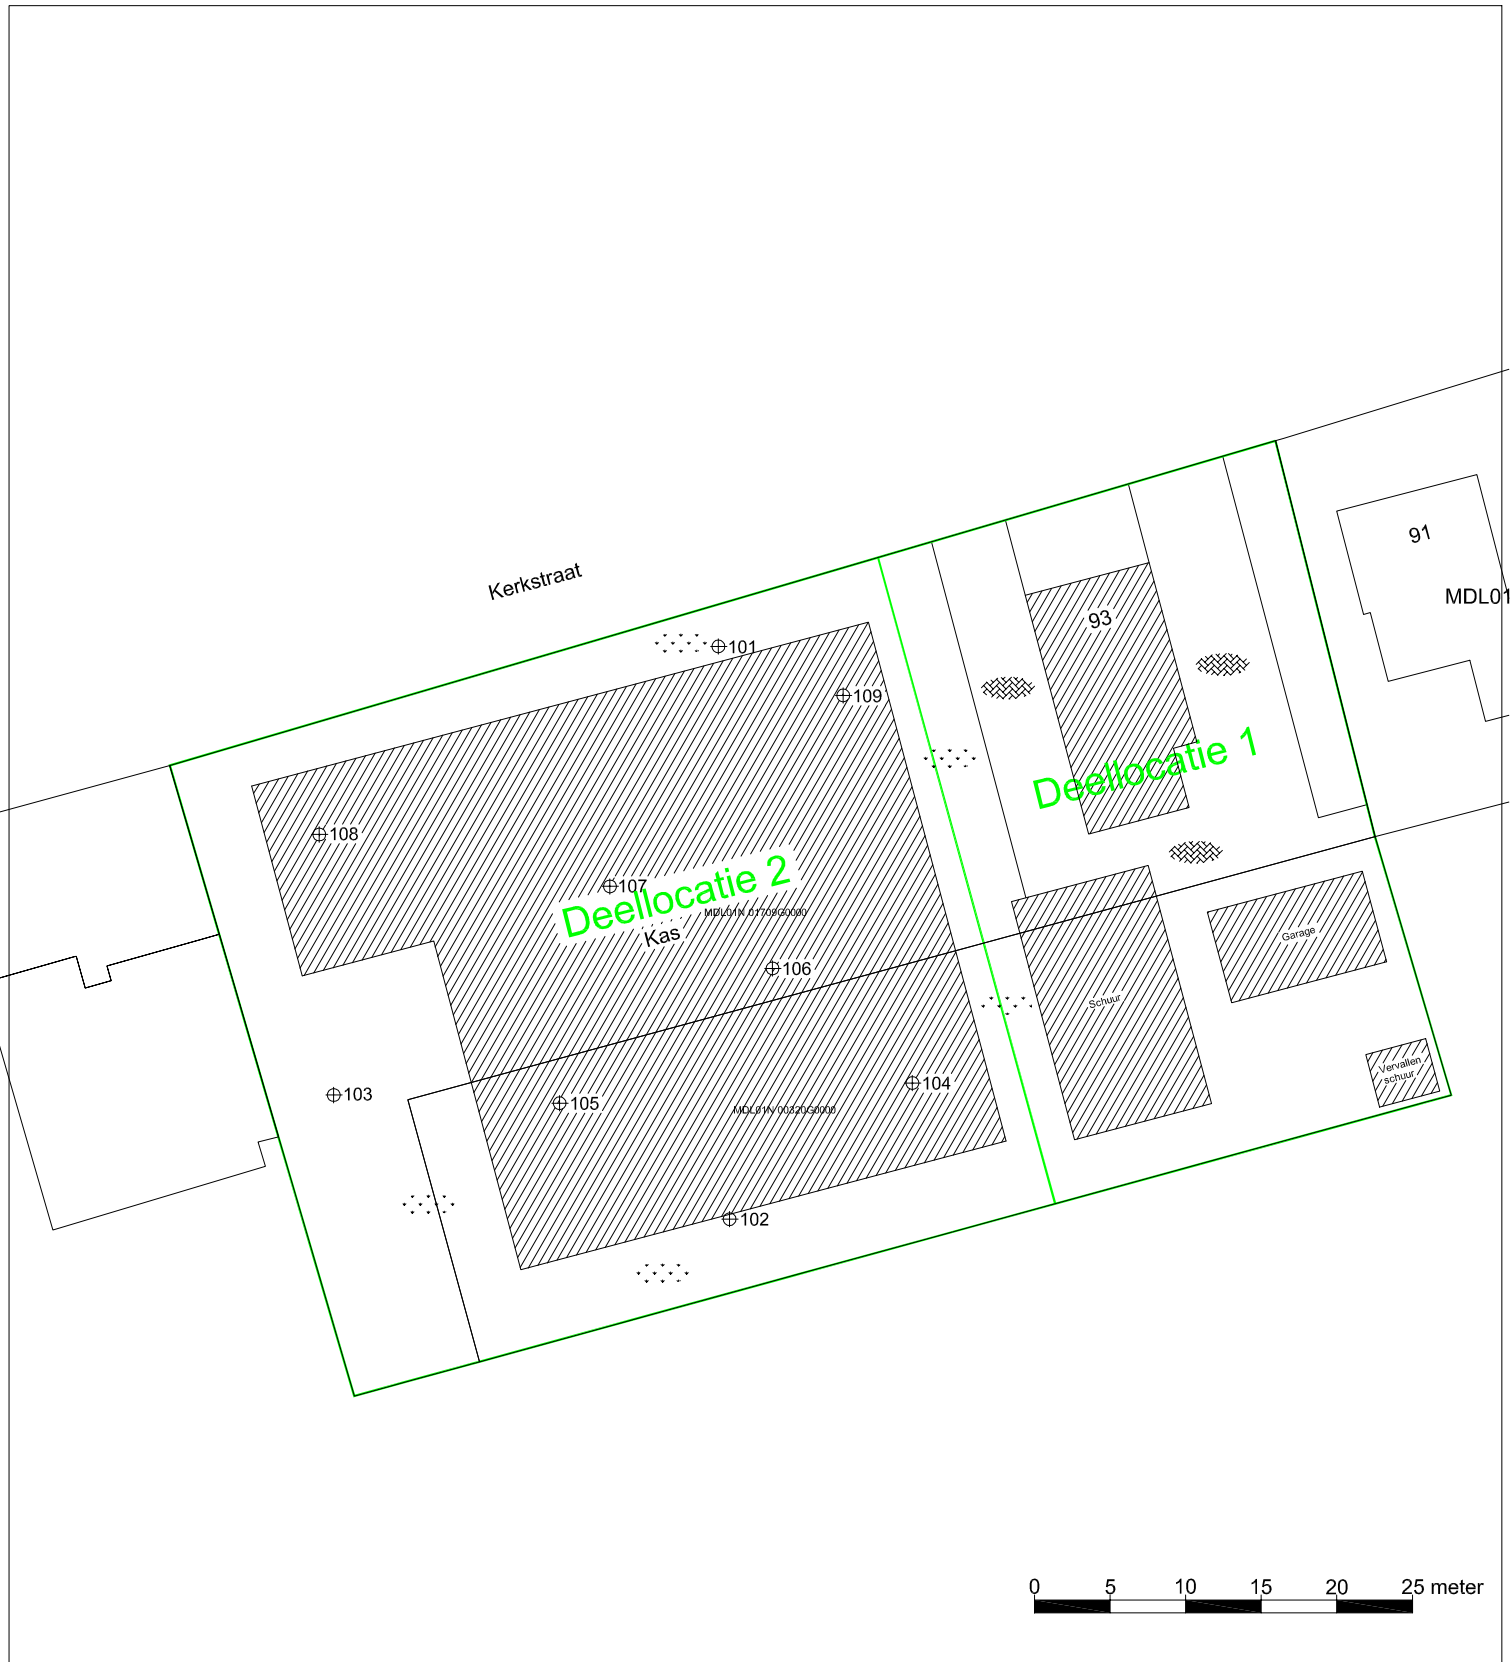 91
Kerkstraat
MDL01
93
101
109
Deellocatie 1
108
107
Deellocatie 2
MDL01N 01709G0000
Kas
Garage
106
Schuur
Vervallen
schuur
104
103
105
MDL01N 00320G0000
102
0 5 10 15 20 25 meter